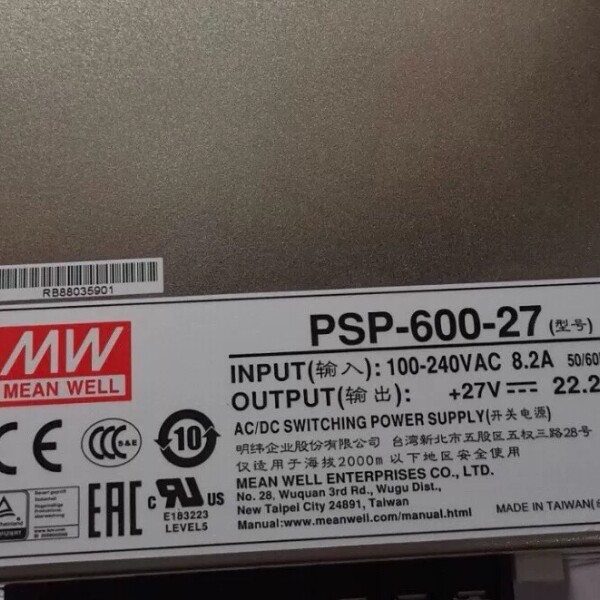 RB88035901
MW
MEAN WELL
PSP-600-27 (型号)
INPUT(输入): 100-240VAC 8.2A 50/60
OUTPUT(输出): +27V 22.2
AC/DC SWITCHING POWER SUPPLY(开关电源)
明纬企业股份有限公司 台湾新北市五股区五权三路28号
仅适用于海拔2000m以下地区安全使用
MEAN WELL ENTERPRISES CO., LTD.
No. 28, Wuquan 3rd Rd., Wugu Dist.,
New Taipei City 24891, Taiwan
Manual:www.meanwell.com/manual.html
MADE IN TAIWAN(
CE
CCC S&E
10
EAC
c RU US
E183223
LEVEL5